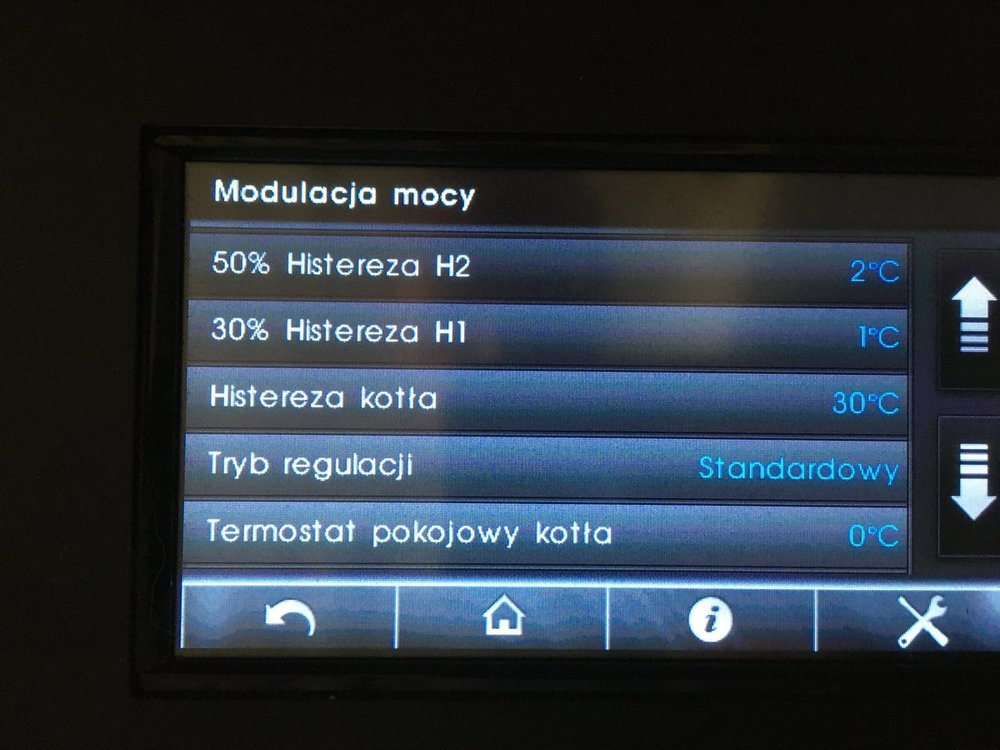 Modulacja mocy
50% Histereza H2 2°C
30% Histereza H1 1°C
Histereza kotła 30°C
Tryb regulacji Standardowy
Termostat pokojowy kotła 0°C
i